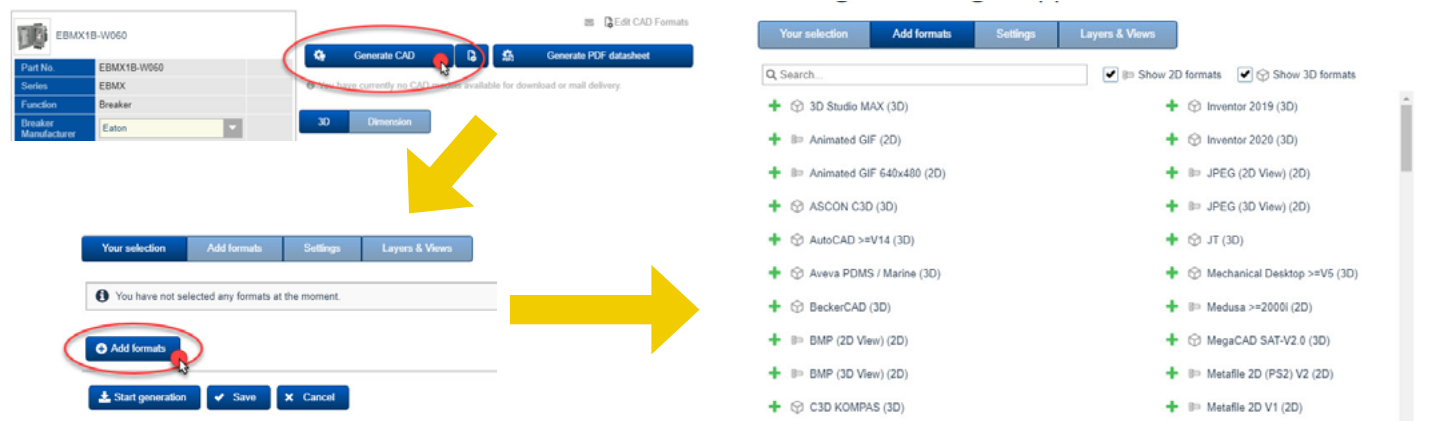 EBMX1B-W060
Edit CAD Formats
Generate CAD
Generate PDF datasheet
Part No. EBMX1B-W060
Series EBMX
Function Breaker
Breaker Manufacturer Eaton
You have currently no CAD models available for download or mail delivery.
3D Dimension
Your selection Add formats Settings Layers & Views
You have not selected any formats at the moment.
Add formats
Start generation Save Cancel
Your selection Add formats Settings Layers & Views
Search... Show 2D formats Show 3D formats
3D Studio MAX (3D) Inventor 2019 (3D)
Animated GIF (2D) Inventor 2020 (3D)
Animated GIF 640x480 (2D) JPEG (2D View) (2D)
ASCON C3D (3D) JPEG (3D View) (2D)
AutoCAD >=V14 (3D) JT (3D)
Aveva PDMS / Marine (3D) Mechanical Desktop >=V5 (3D)
BeckerCAD (3D) Medusa >=2000i (2D)
BMP (2D View) (2D) MegaCAD SAT-V2.0 (3D)
BMP (3D View) (2D) Metafile 2D (PS2) V2 (2D)
C3D KOMPAS (3D) Metafile 2D V1 (2D)